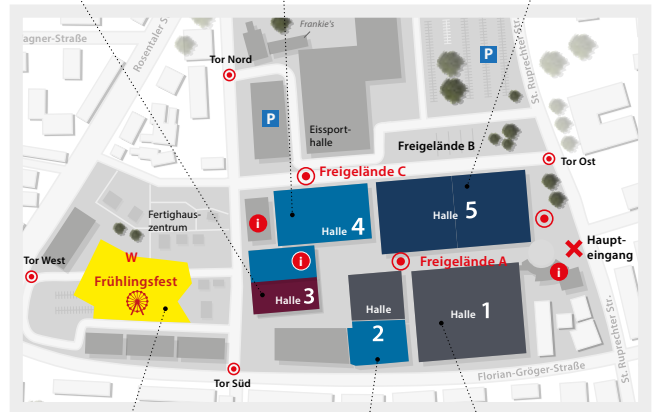 Frankie's
agner-Straße
Rosentaler Str
Tor Nord
P
P
St. Ruprechter Str.
Eissport-
halle
Freigelände B
Tor Ost
Freigelände C
Fertighaus-
zentrum
i
Halle 4
Halle 5
Haupt-
eingang
Tor West
W
Frühlingsfest
i
Freigelände A
i
Halle 3
Halle
2
Halle 1
St. Ruprechter Str.
Tor Süd
Florian-Gröger-Straße